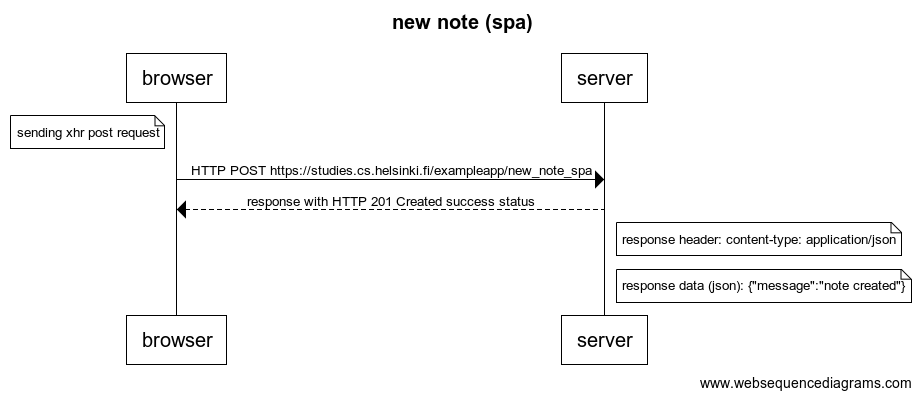 new note (spa)
browser
server
sending xhr post request
HTTP POST https://studies.cs.helsinki.fi/exampleapp/new_note_spa
response with HTTP 201 Created success status
response header: content-type: application/json
response data (json): {"message":"note created"}
browser
server
www.websequencediagrams.com